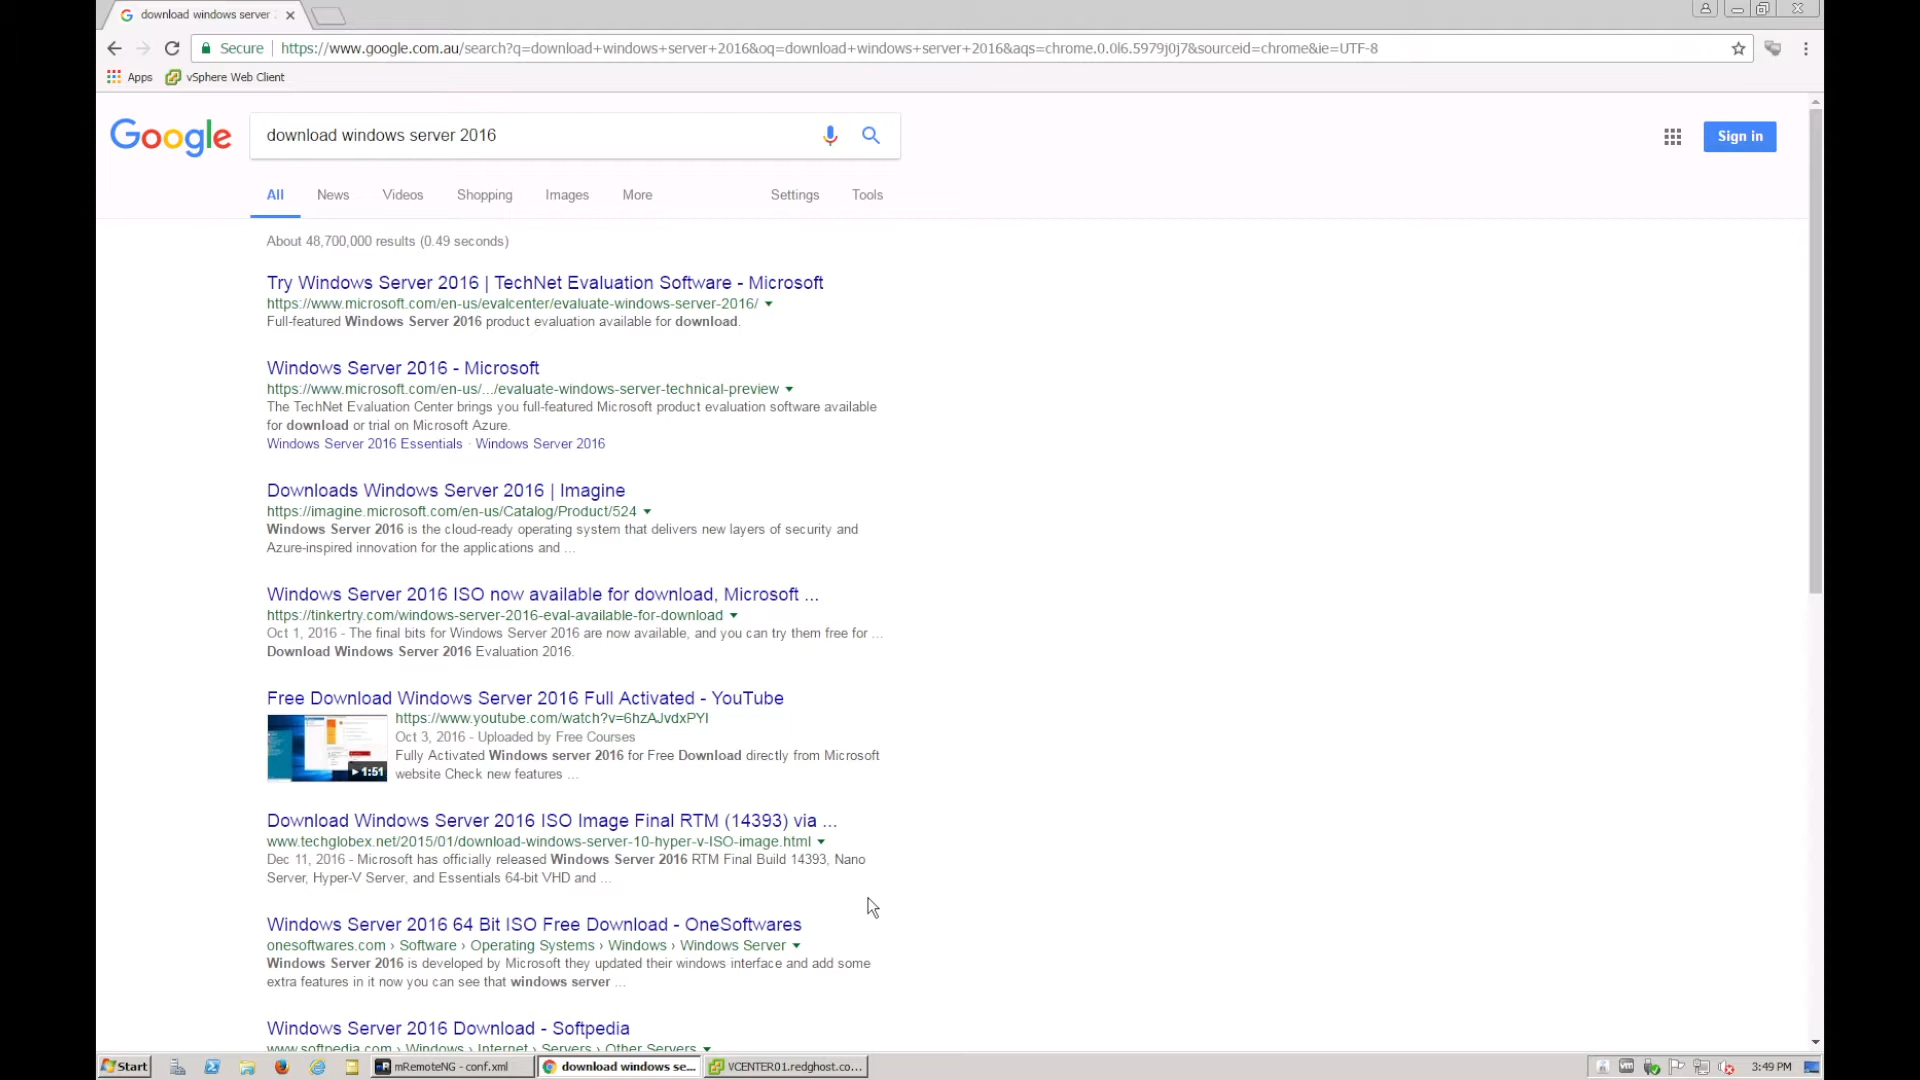 download windows server
Secure https://www.google.com.au/search?q=download+windows+server+2016&oq=download+windows+server+2016&aqs=chrome.0.0l6.5979j0j7&sourceid=chrome&ie=UTF-8
Apps vSphere Web Client
Google download windows server 2016 Sign in
All News Videos Shopping Images More Settings Tools
About 48,700,000 results (0.49 seconds)
Try Windows Server 2016 | TechNet Evaluation Software - Microsoft
https://www.microsoft.com/en-us/evalcenter/evaluate-windows-server-2016/
Full-featured Windows Server 2016 product evaluation available for download.
Windows Server 2016 - Microsoft
https://www.microsoft.com/en-us/.../evaluate-windows-server-technical-preview
The TechNet Evaluation Center brings you full-featured Microsoft product evaluation software available
for download or trial on Microsoft Azure.
Windows Server 2016 Essentials · Windows Server 2016
Downloads Windows Server 2016 | Imagine
https://imagine.microsoft.com/en-us/Catalog/Product/524
Windows Server 2016 is the cloud-ready operating system that delivers new layers of security and
Azure-inspired innovation for the applications and ...
Windows Server 2016 ISO now available for download, Microsoft ...
https://tinkertry.com/windows-server-2016-eval-available-for-download
Oct 1, 2016 - The final bits for Windows Server 2016 are now available, and you can try them free for ...
Download Windows Server 2016 Evaluation 2016.
Free Download Windows Server 2016 Full Activated - YouTube
https://www.youtube.com/watch?v=6hzAJvdxPYI
Oct 3, 2016 - Uploaded by Free Courses
Fully Activated Windows server 2016 for Free Download directly from Microsoft
website Check new features ...
1:51
Download Windows Server 2016 ISO Image Final RTM (14393) via ...
www.techglobex.net/2015/01/download-windows-server-10-hyper-v-ISO-image.html
Dec 11, 2016 - Microsoft has officially released Windows Server 2016 RTM Final Build 14393, Nano
Server, Hyper-V Server, and Essentials 64-bit VHD and ...
Windows Server 2016 64 Bit ISO Free Download - OneSoftwares
onesoftwares.com › Software › Operating Systems › Windows › Windows Server
Windows Server 2016 is developed by Microsoft they updated their windows interface and add some
extra features in it now you can see that windows server ...
Windows Server 2016 Download - Softpedia
www.softpedia.com › Windows › Internet › Servers › Other Servers
Start mRemoteNG - conf.xml download windows se... VCENTER01.redghost.co... 3:49 PM